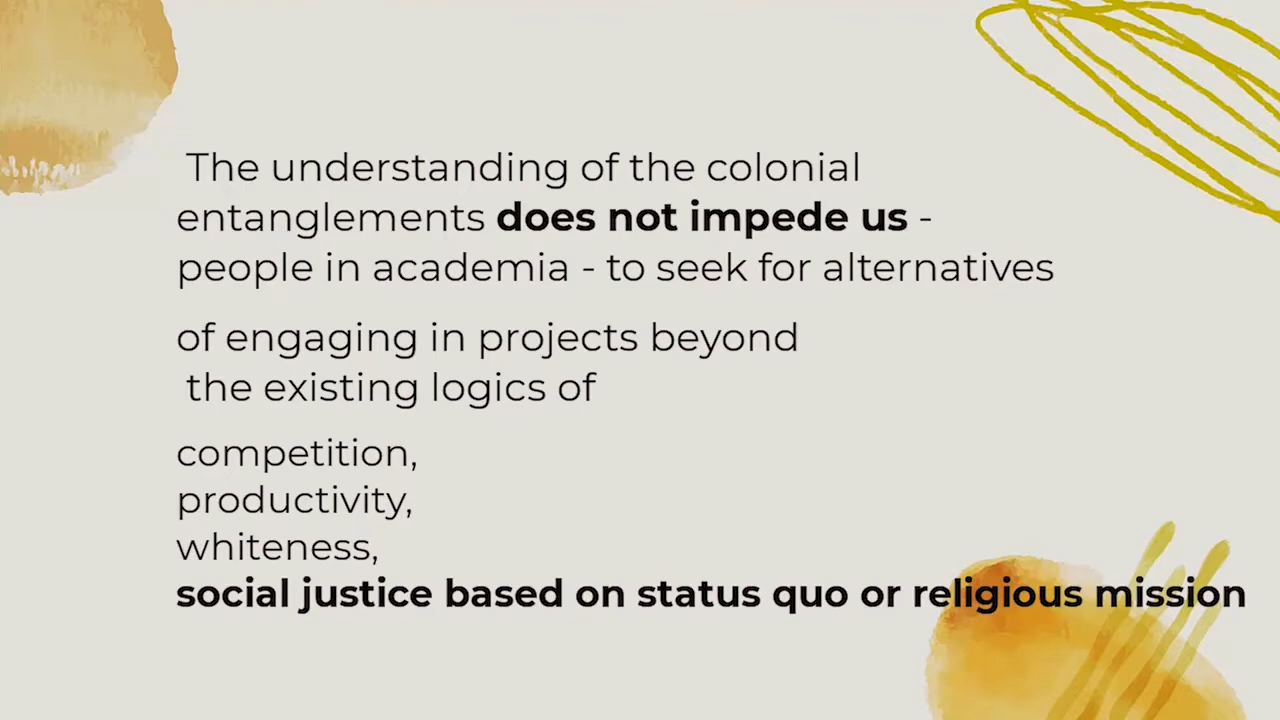 The understanding of the colonial
entanglements does not impede us -
people in academia - to seek for alternatives
of engaging in projects beyond
the existing logics of
competition,
productivity,
whiteness,
social justice based on status quo or religious mission